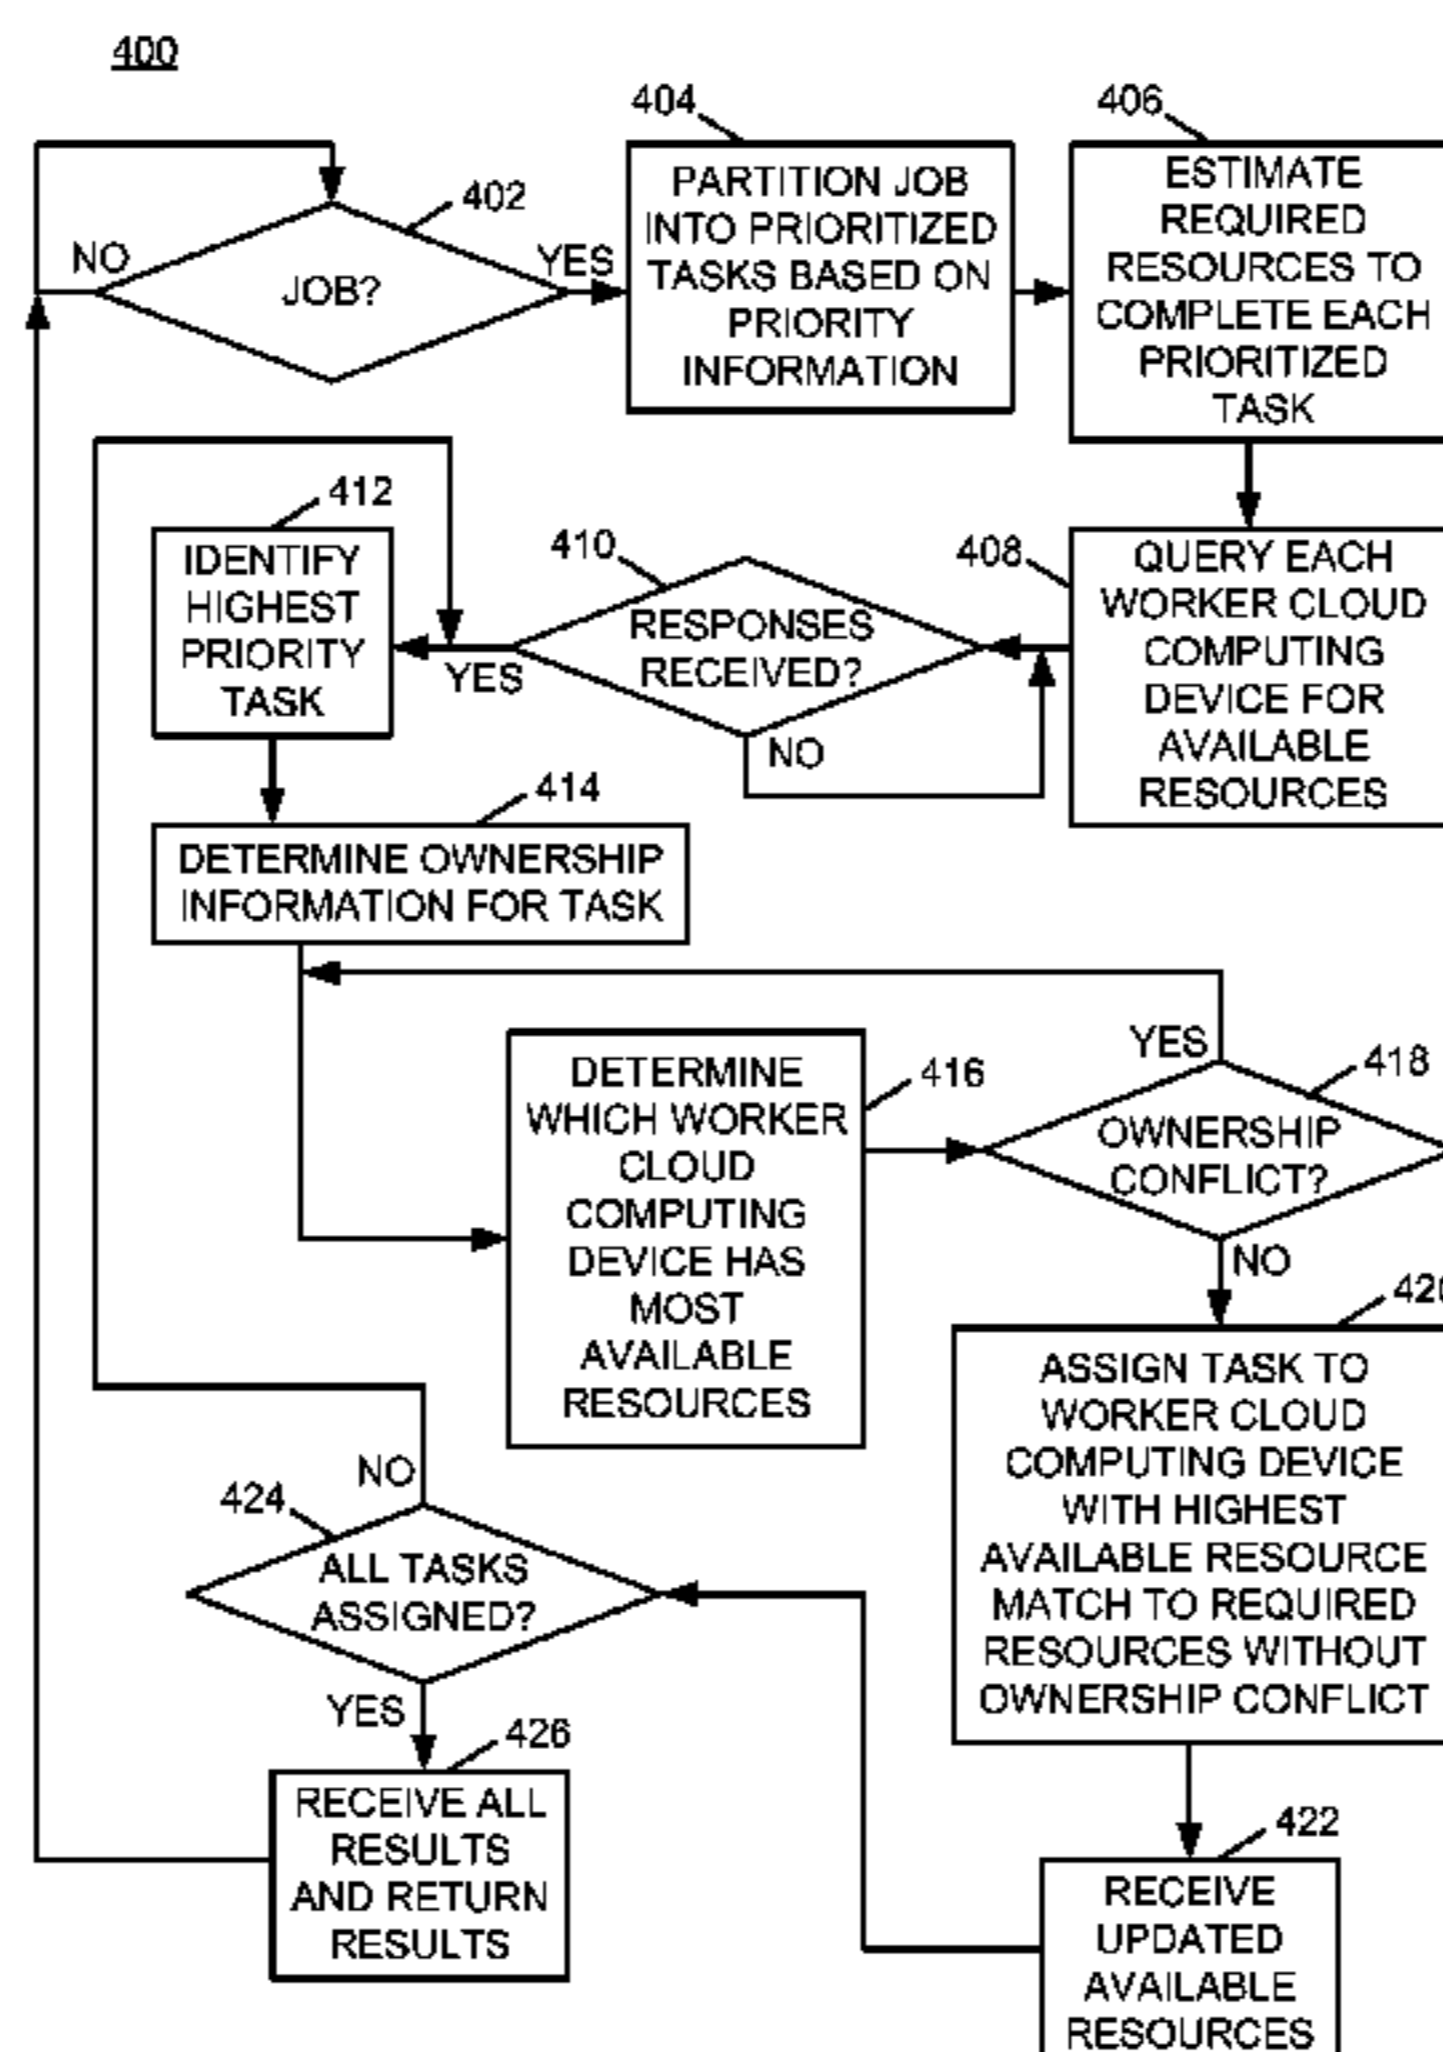 400
402
JOB?
NO
YES
404
PARTITION JOB
INTO PRIORITIZED
TASKS BASED ON
PRIORITY
INFORMATION
406
ESTIMATE
REQUIRED
RESOURCES TO
COMPLETE EACH
PRIORITIZED
TASK
408
QUERY EACH
WORKER CLOUD
COMPUTING
DEVICE FOR
AVAILABLE
RESOURCES
410
RESPONSES
RECEIVED?
YES
NO
412
IDENTIFY
HIGHEST
PRIORITY
TASK
414
DETERMINE OWNERSHIP
INFORMATION FOR TASK
416
DETERMINE
WHICH WORKER
CLOUD
COMPUTING
DEVICE HAS
MOST
AVAILABLE
RESOURCES
418
YES
OWNERSHIP
CONFLICT?
NO
ASSIGN TASK TO
WORKER CLOUD
COMPUTING DEVICE
WITH HIGHEST
AVAILABLE RESOURCE
MATCH TO REQUIRED
RESOURCES WITHOUT
OWNERSHIP CONFLICT
422
RECEIVE
UPDATED
AVAILABLE
RESOURCES
424
NO
ALL TASKS
ASSIGNED?
YES
426
RECEIVE ALL
RESULTS
AND RETURN
RESULTS